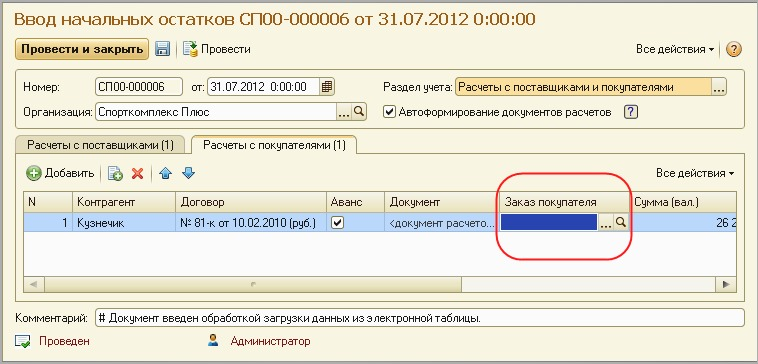 Ввод начальных остатков СП00-000006 от 31.07.2012 0:00:00
Провести и закрыть Провести Все действия ?
Номер: СП00-000006 от: 31.07.2012 0:00:00 Раздел учета: Расчеты с поставщиками и покупателями ...
Организация: Спорткомплекс Плюс ... Автоформирование документов расчетов ?
Расчеты с поставщиками (1) Расчеты с покупателями (1)
Добавить Все действия
N Контрагент Договор Аванс Документ Заказ покупателя Сумма (вал.)
1 Кузнечик № 81-к от 10.02.2010 (руб.) <документ расчето... ... 26 2
Комментарий: # Документ введен обработкой загрузки данных из электронной таблицы.
Проведен Администратор